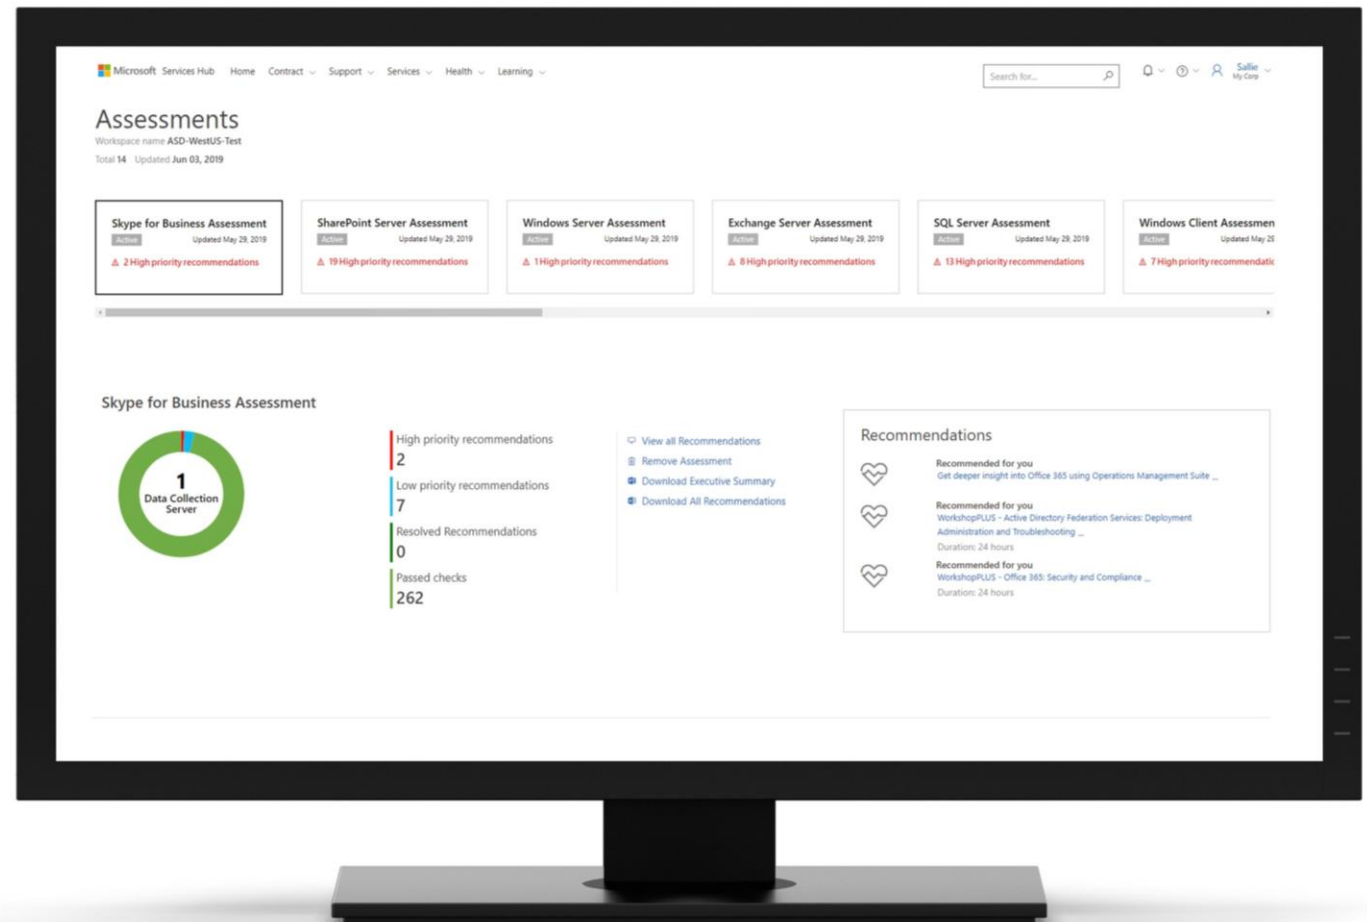 Microsoft Services Hub Home Contract Support Services Health Learning
Search for...
Sallie
My Corp
Assessments
Workspace name ASD-WestUS-Test
Total 14 Updated Jun 03, 2019
Skype for Business Assessment
Active Updated May 29, 2019
2 High priority recommendations
SharePoint Server Assessment
Active Updated May 29, 2019
19 High priority recommendations
Windows Server Assessment
Active Updated May 29, 2019
1 High priority recommendations
Exchange Server Assessment
Active Updated May 29, 2019
8 High priority recommendations
SQL Server Assessment
Active Updated May 29, 2019
13 High priority recommendations
Windows Client Assessmen
Active Updated May 29
7 High priority recommendatic
Skype for Business Assessment
1
Data Collection
Server
High priority recommendations
2
Low priority recommendations
7
Resolved Recommendations
0
Passed checks
262
View all Recommendations
Remove Assessment
Download Executive Summary
Download All Recommendations
Recommendations
Recommended for you
Get deeper insight into Office 365 using Operations Management Suite ...
Recommended for you
WorkshopPLUS - Active Directory Federation Services: Deployment
Administration and Troubleshooting ...
Duration: 24 hours
Recommended for you
WorkshopPLUS - Office 365: Security and Compliance ...
Duration: 24 hours